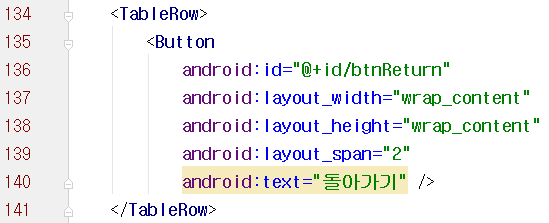 134 <TableRow>
135 <Button
136 android:id="@+id/btnReturn"
137 android:layout_width="wrap_content"
138 android:layout_height="wrap_content"
139 android:layout_span="2"
140 android:text="돌아가기" />
141 </TableRow>